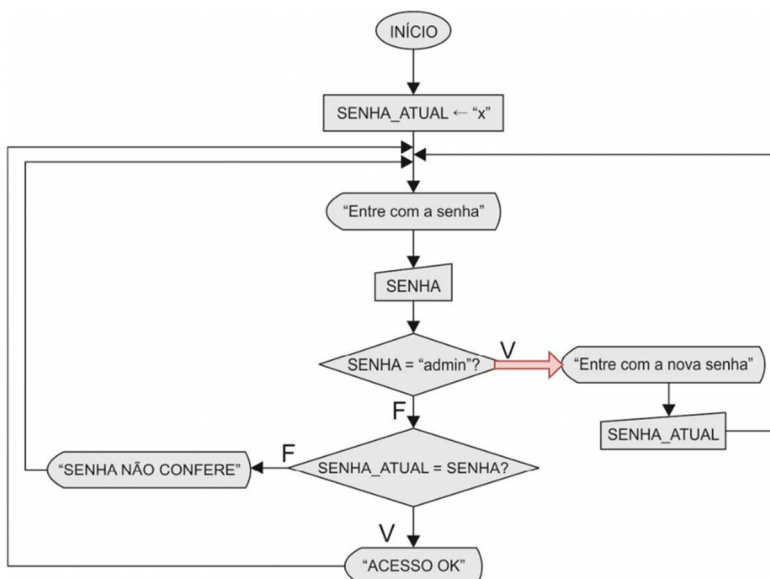 INÍCIO
SENHA_ATUAL ← “x”
“Entre com a senha”
SENHA
SENHA = “admin”?
V
“Entre com a nova senha”
F
SENHA_ATUAL
F
“SENHA NÃO CONFERE”
SENHA_ATUAL = SENHA?
V
“ACESSO OK”